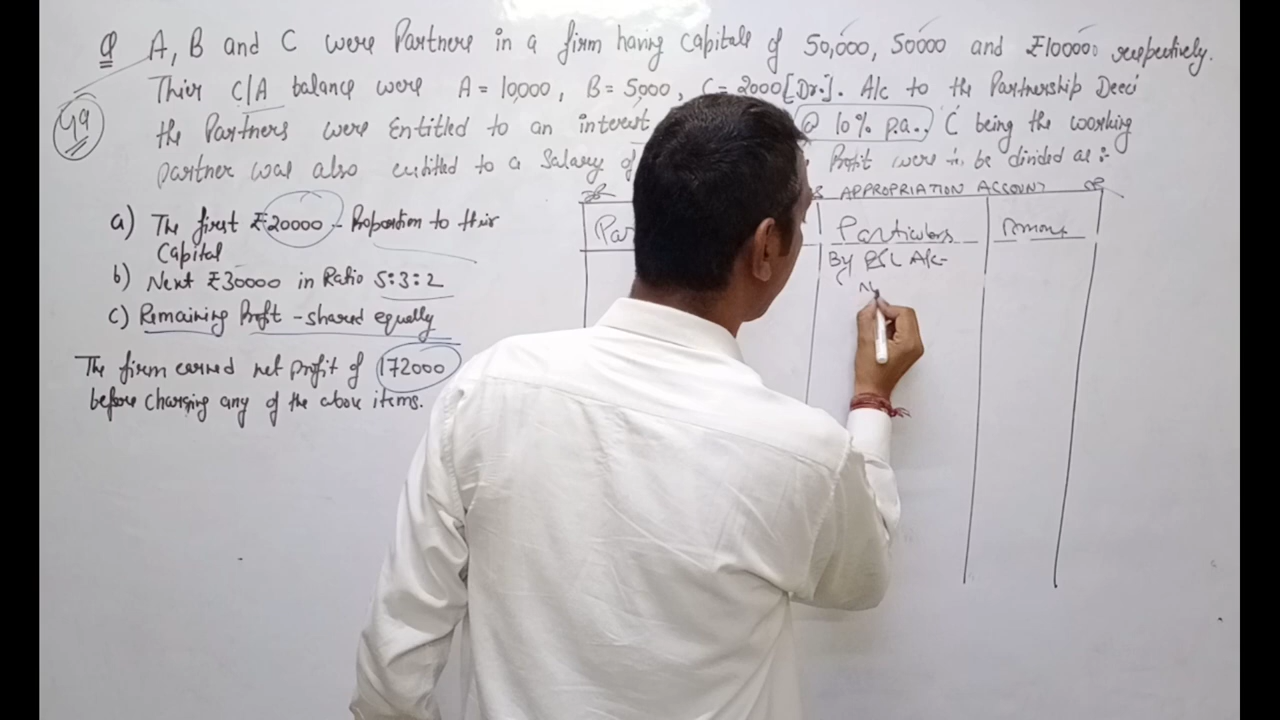 Q A, B and C were Partners in a firm having Capitals of 50,000, 50000 and ₹100000 respectively.
Thier C/A balance were A = 10,000, B = 5,000, C = 2000 [Dr.]. A/c to the Partnership Deed
49
the Partners were Entitled to an interest @ 10% p.a., C being the working
partner was also entitled to a Salary of Profit were to be divided as :-
APPROPRIATION ACCOUNT
Particulars
By P&L A/c
a) The first ₹20000 - Proportion to their
Capital
b) Next ₹30000 in Ratio 5:3:2
c) Remaining Profit - shared equally
The firm earned net profit of 172000
before charging any of the above items.